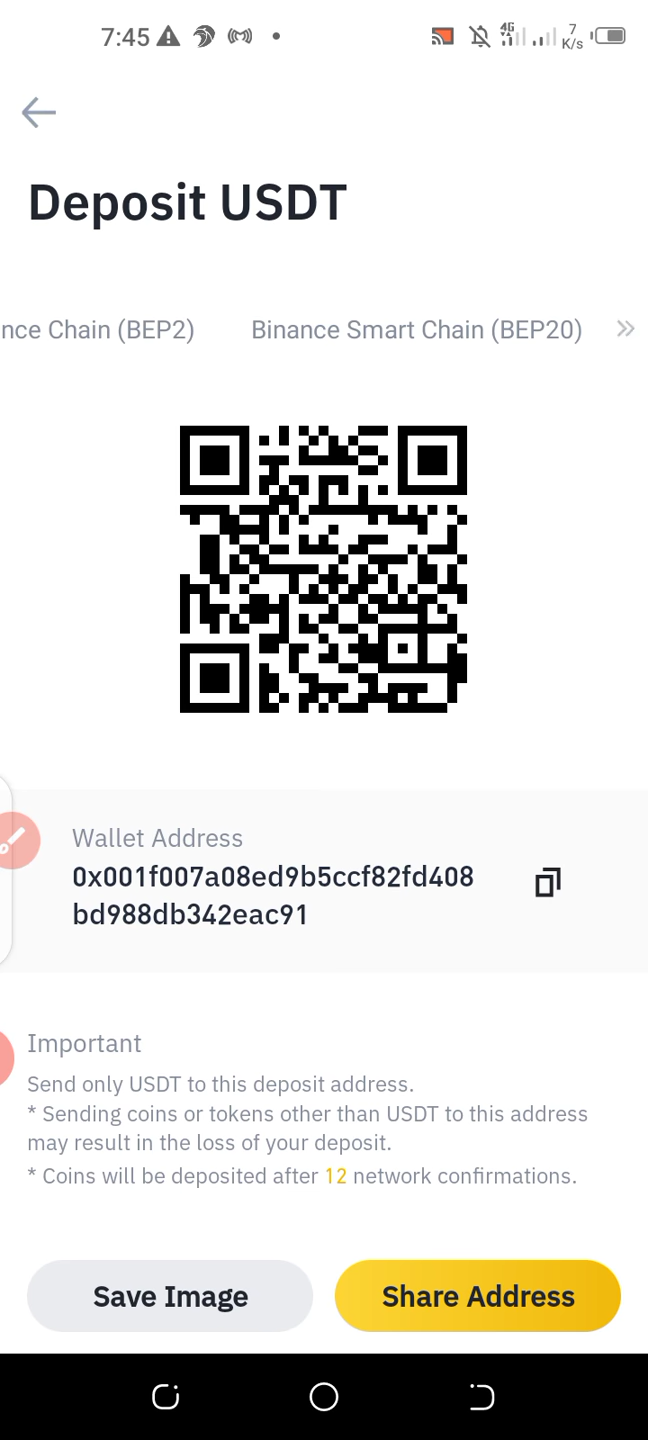 7:45
4G
7
K/s
Deposit USDT
nce Chain (BEP2) Binance Smart Chain (BEP20)
Wallet Address
0x001f007a08ed9b5ccf82fd408
bd988db342eac91
Important
Send only USDT to this deposit address.
* Sending coins or tokens other than USDT to this address
may result in the loss of your deposit.
* Coins will be deposited after 12 network confirmations.
Save Image Share Address